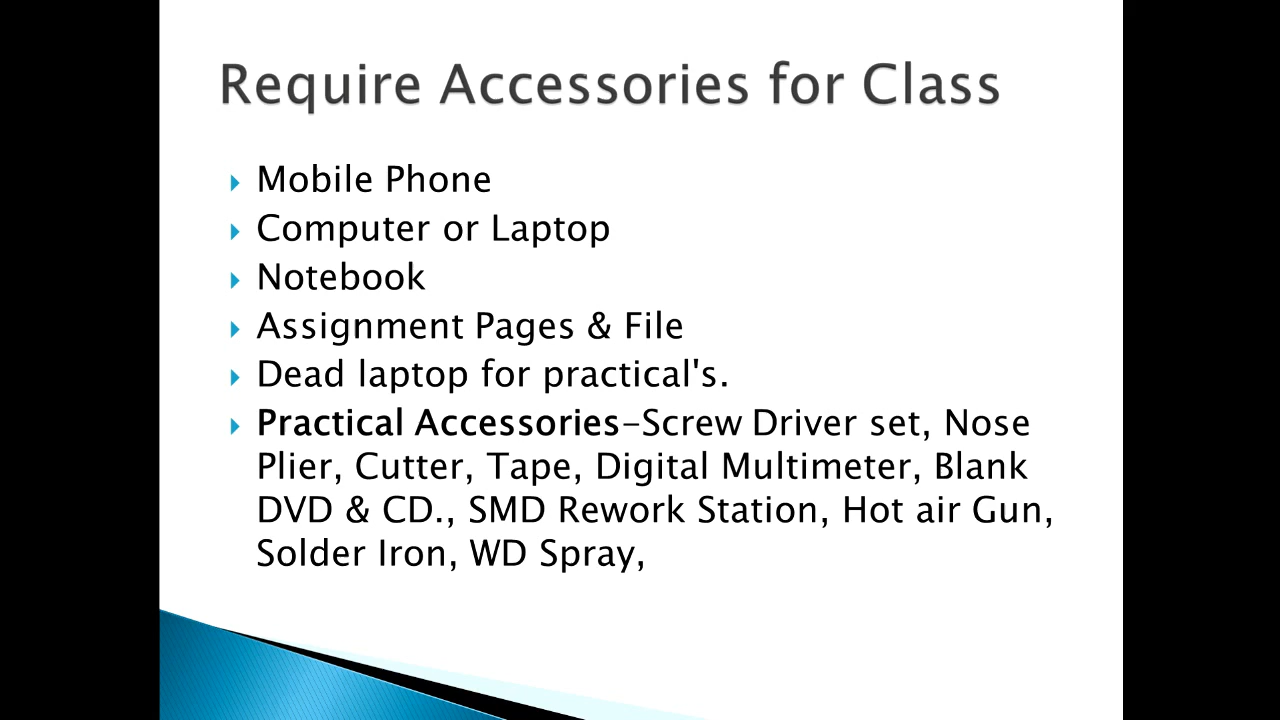 Require Accessories for Class
Mobile Phone
Computer or Laptop
Notebook
Assignment Pages & File
Dead laptop for practical's.
Practical Accessories-Screw Driver set, Nose
Plier, Cutter, Tape, Digital Multimeter, Blank
DVD & CD., SMD Rework Station, Hot air Gun,
Solder Iron, WD Spray,